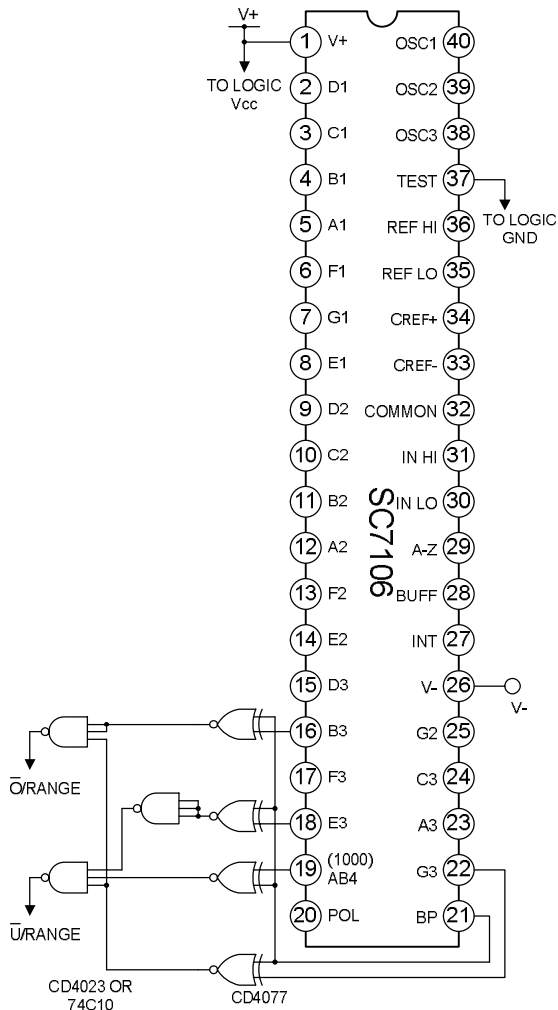 V+
TO LOGIC
Vcc
1 V+
2 D1
3 C1
4 B1
5 A1
6 F1
7 G1
8 E1
9 D2
10 C2
11 B2
12 A2
13 F2
14 E2
15 D3
16 B3
17 F3
18 E3
19 (1000)
AB4
20 POL
OSC1 40
OSC2 39
OSC3 38
TEST 37
REF HI 36
REF LO 35
CREF+ 34
CREF- 33
COMMON 32
IN HI 31
IN LO 30
A-Z 29
BUFF 28
INT 27
V- 26
G2 25
C3 24
A3 23
G3 22
BP 21
TO LOGIC
GND
V-
SC7106
O̅/RANGE
U̅/RANGE
CD4023 OR
74C10
CD4077